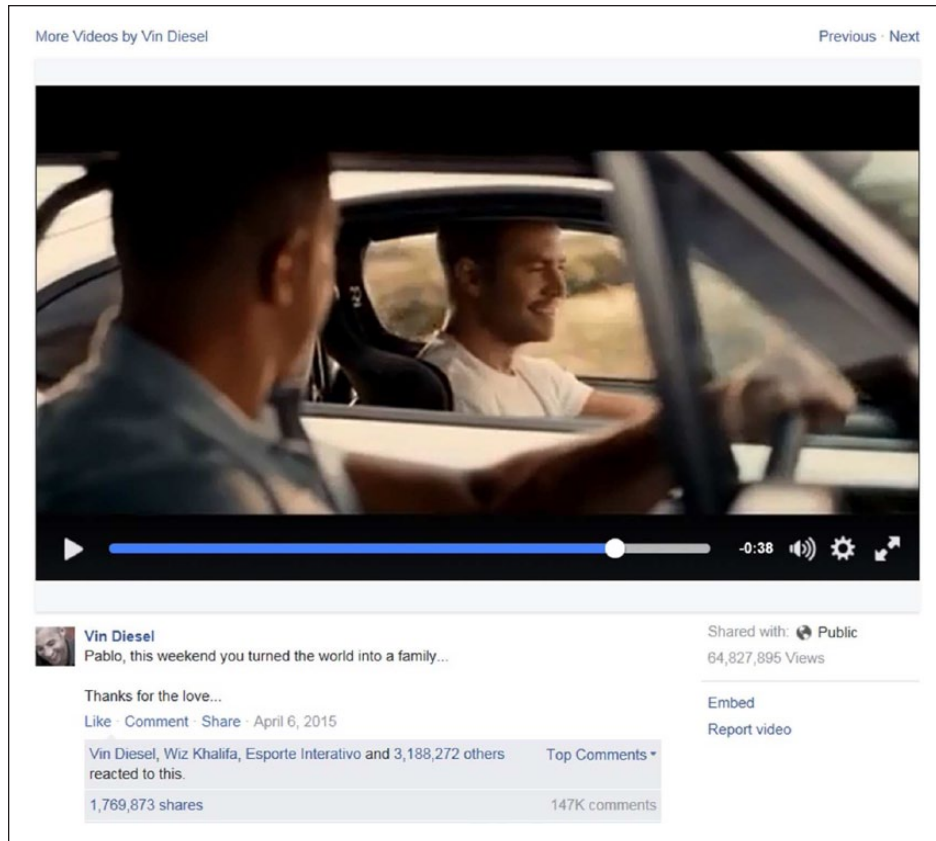 More Videos by Vin Diesel
Previous · Next
-0:38
Vin Diesel
Pablo, this weekend you turned the world into a family...
Thanks for the love...
Like · Comment · Share · April 6, 2015
Vin Diesel, Wiz Khalifa, Esporte Interativo and 3,188,272 others
reacted to this.
Top Comments
1,769,873 shares
147K comments
Shared with: Public
64,827,895 Views
Embed
Report video